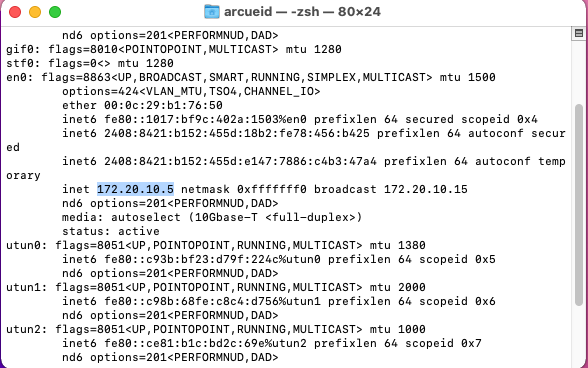 arcueid — -zsh — 80×24
nd6 options=201<PERFORMNUD,DAD>
gif0: flags=8010<POINTOPOINT,MULTICAST> mtu 1280
stf0: flags=0<> mtu 1280
en0: flags=8863<UP,BROADCAST,SMART,RUNNING,SIMPLEX,MULTICAST> mtu 1500
options=424<VLAN_MTU,TSO4,CHANNEL_IO>
ether 00:0c:29:b1:76:50
inet6 fe80::1017:bf9c:402a:1503%en0 prefixlen 64 secured scopeid 0x4
inet6 2408:8421:b152:455d:18b2:fe78:456:b425 prefixlen 64 autoconf secur
ed
inet6 2408:8421:b152:455d:e147:7886:c4b3:47a4 prefixlen 64 autoconf temp
orary
inet 172.20.10.5 netmask 0xfffffff0 broadcast 172.20.10.15
nd6 options=201<PERFORMNUD,DAD>
media: autoselect (10Gbase-T <full-duplex>)
status: active
utun0: flags=8051<UP,POINTOPOINT,RUNNING,MULTICAST> mtu 1380
inet6 fe80::c93b:bf23:d79f:224c%utun0 prefixlen 64 scopeid 0x5
nd6 options=201<PERFORMNUD,DAD>
utun1: flags=8051<UP,POINTOPOINT,RUNNING,MULTICAST> mtu 2000
inet6 fe80::c98b:68fe:c8c4:d756%utun1 prefixlen 64 scopeid 0x6
nd6 options=201<PERFORMNUD,DAD>
utun2: flags=8051<UP,POINTOPOINT,RUNNING,MULTICAST> mtu 1000
inet6 fe80::ce81:b1c:bd2c:69e%utun2 prefixlen 64 scopeid 0x7
nd6 options=201<PERFORMNUD,DAD>